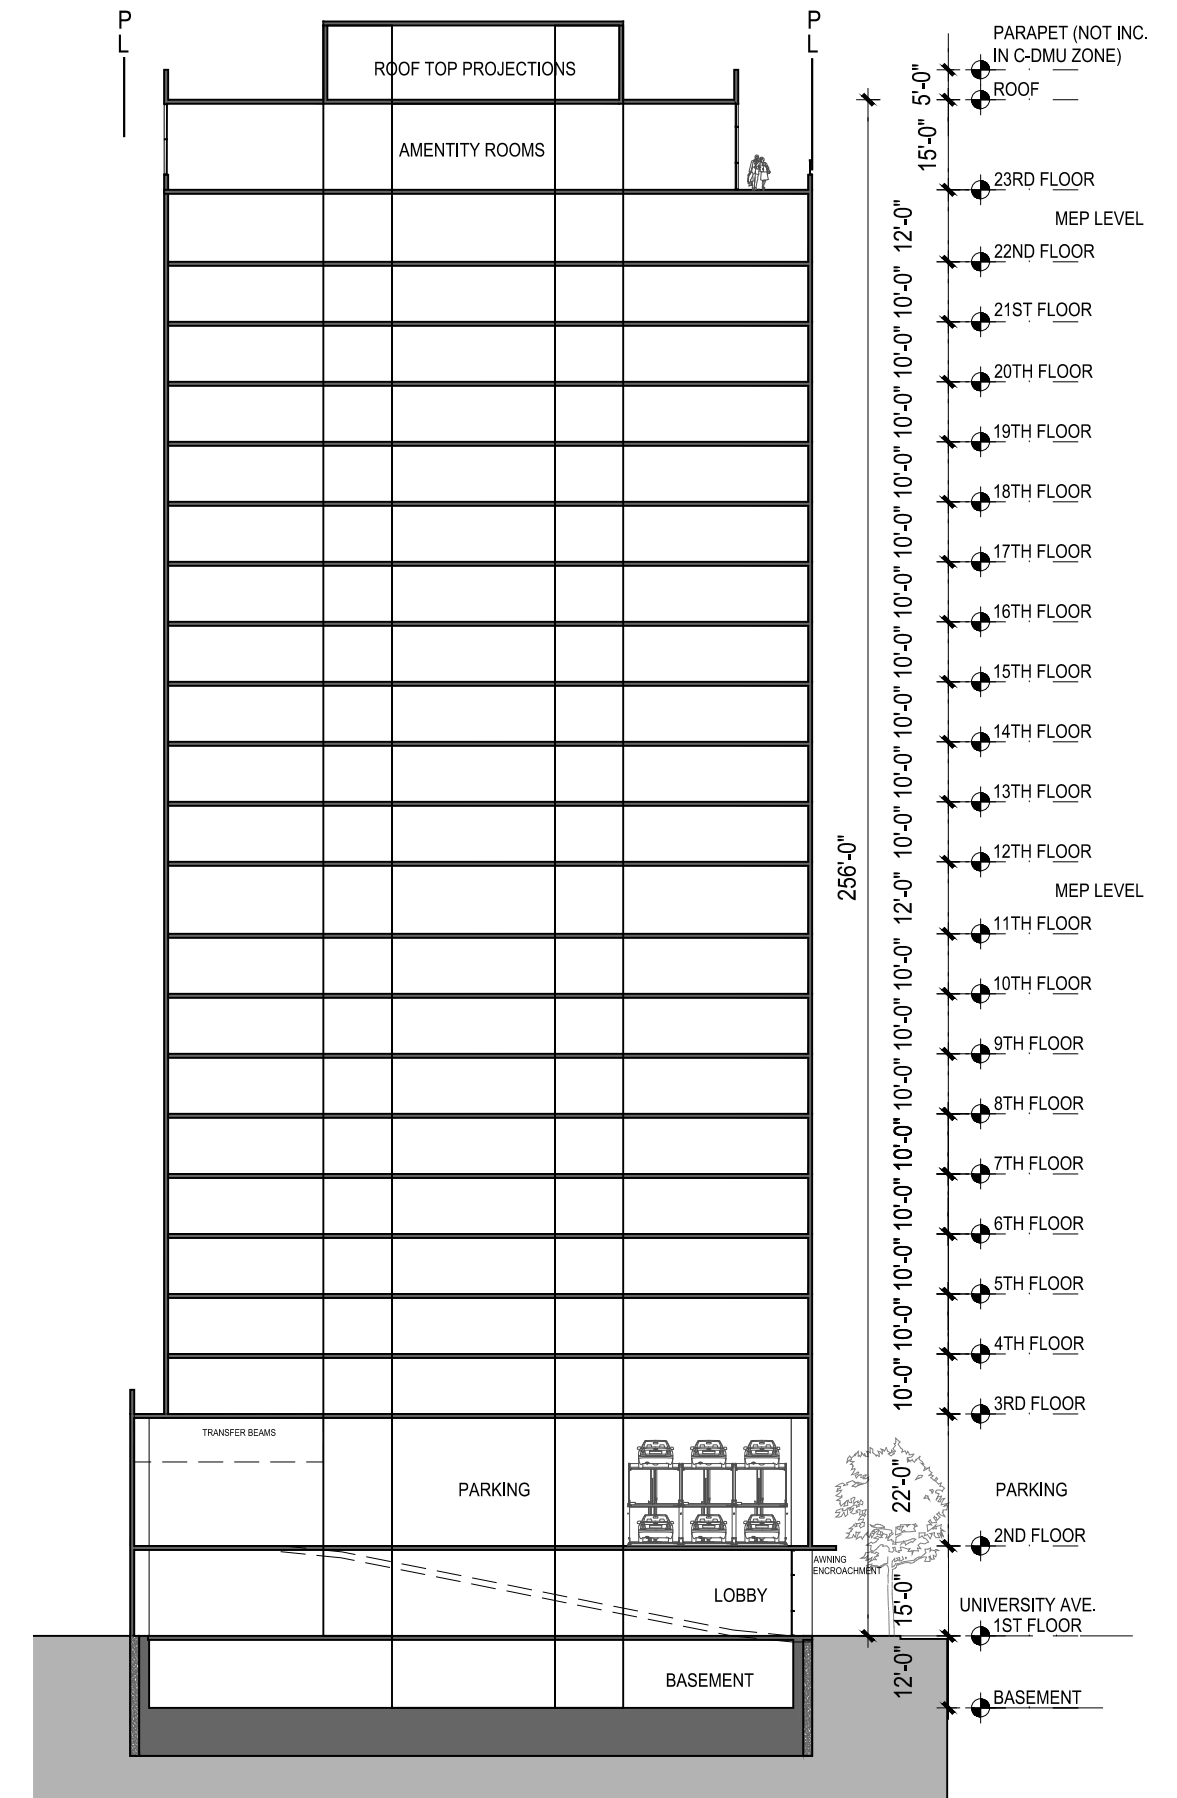 P
L
P
L
PARAPET (NOT INC.
IN C-DMU ZONE)
ROOF TOP PROJECTIONS
5'-0"
ROOF
15'-0"
AMENTITY ROOMS
23RD FLOOR
12'-0"
MEP LEVEL
22ND FLOOR
10'-0"
21ST FLOOR
10'-0"
20TH FLOOR
10'-0"
19TH FLOOR
10'-0"
18TH FLOOR
10'-0"
17TH FLOOR
10'-0"
16TH FLOOR
10'-0"
15TH FLOOR
10'-0"
14TH FLOOR
10'-0"
13TH FLOOR
10'-0"
12TH FLOOR
256'-0"
12'-0"
MEP LEVEL
11TH FLOOR
10'-0"
10TH FLOOR
10'-0"
9TH FLOOR
10'-0"
8TH FLOOR
10'-0"
7TH FLOOR
10'-0"
6TH FLOOR
10'-0"
5TH FLOOR
10'-0"
4TH FLOOR
10'-0"
3RD FLOOR
TRANSFER BEAMS
PARKING
22'-0"
PARKING
2ND FLOOR
AWNING
ENCROACHMENT
LOBBY
15'-0"
UNIVERSITY AVE.
1ST FLOOR
12'-0"
BASEMENT
BASEMENT